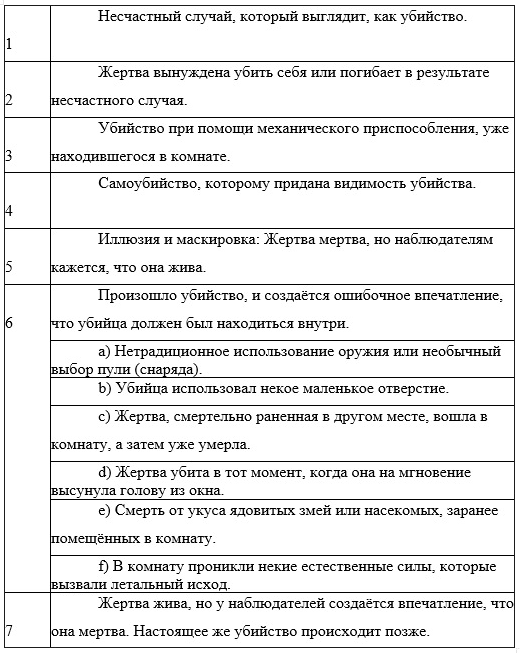 Несчастный случай, который выглядит, как убийство.
1
Жертва вынуждена убить себя или погибает в результате
2
несчастного случая.
Убийство при помощи механического приспособления, уже
3
находившегося в комнате.
Самоубийство, которому придана видимость убийства.
4
Иллюзия и маскировка: Жертва мертва, но наблюдателям
5
кажется, что она жива.
Произошло убийство, и создаётся ошибочное впечатление,
6
что убийца должен был находиться внутри.
a) Нетрадиционное использование оружия или необычный
выбор пули (снаряда).
b) Убийца использовал некое маленькое отверстие.
c) Жертва, смертельно раненная в другом месте, вошла в
комнату, а затем уже умерла.
d) Жертва убита в тот момент, когда она на мгновение
высунула голову из окна.
e) Смерть от укуса ядовитых змей или насекомых, заранее
помещённых в комнату.
f) В комнату проникли некие естественные силы, которые
вызвали летальный исход.
Жертва жива, но у наблюдателей создаётся впечатление, что
7
она мертва. Настоящее же убийство происходит позже.